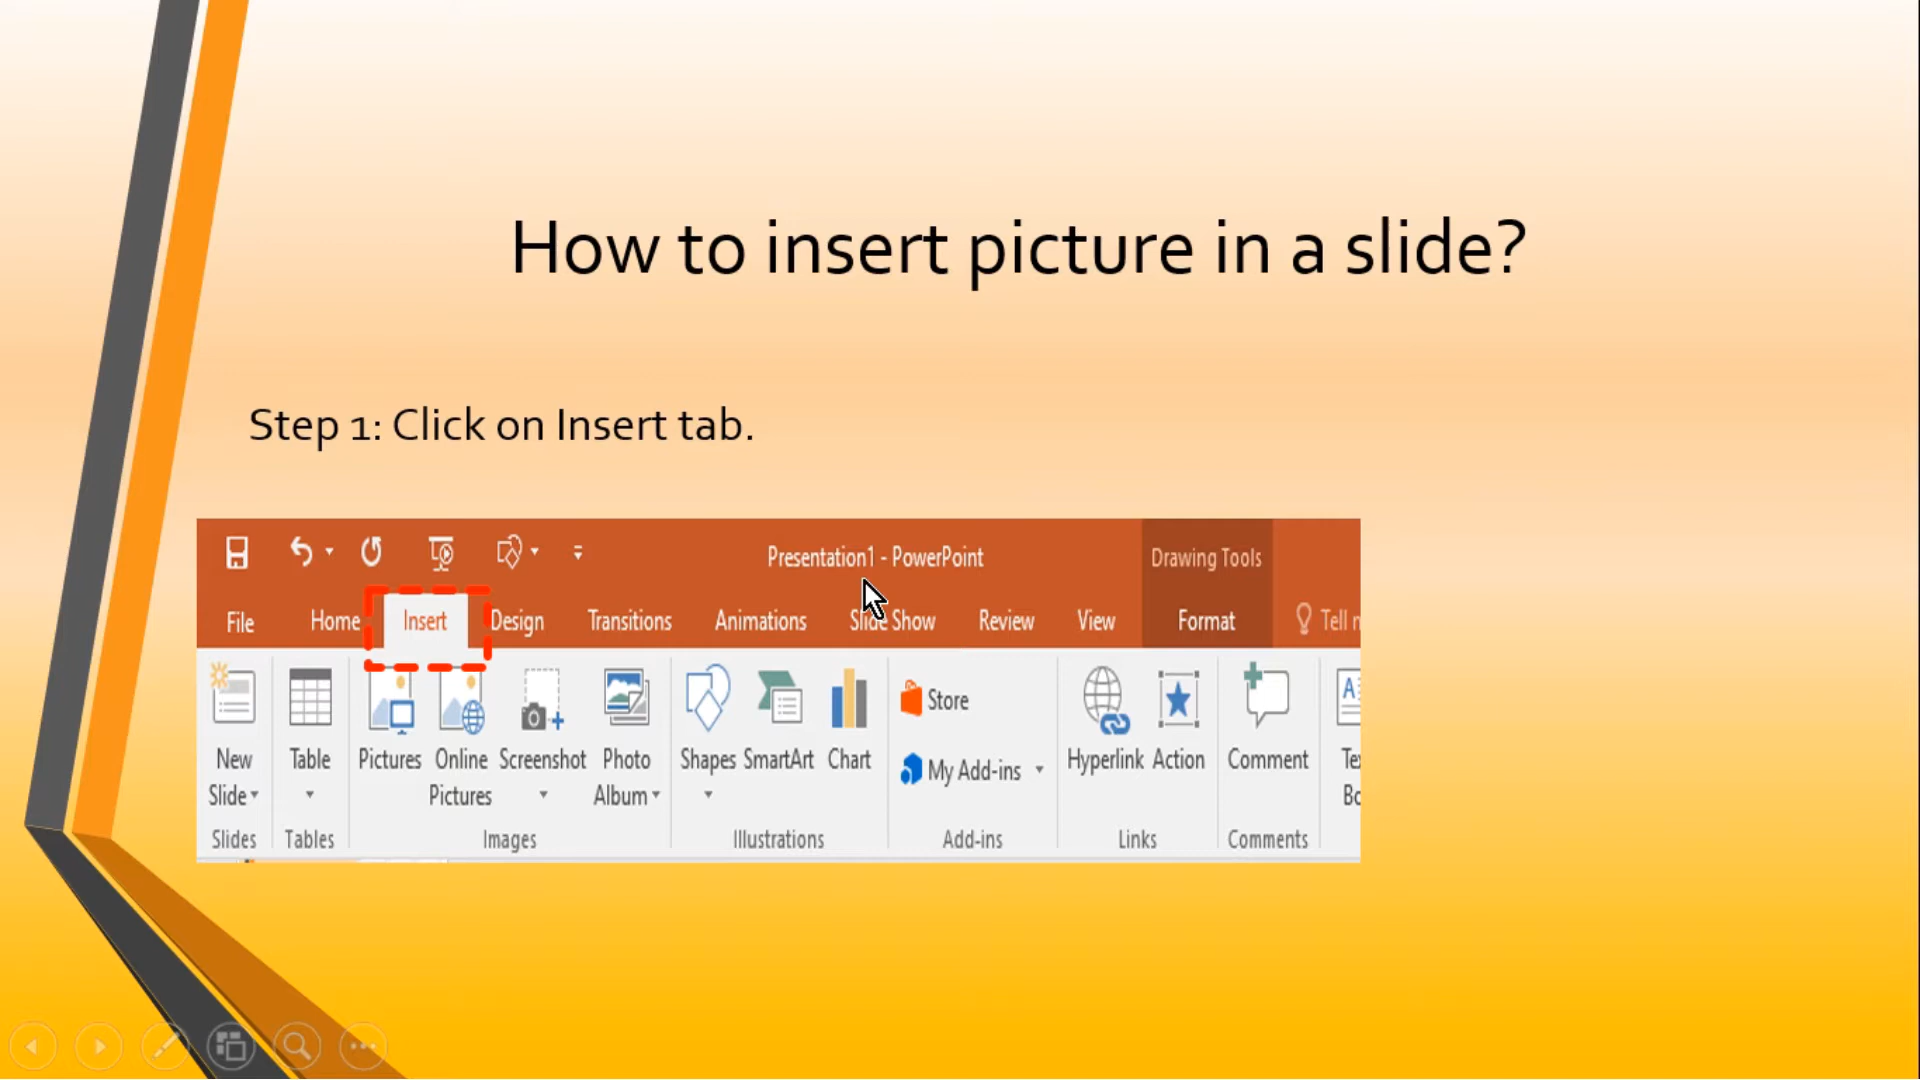 How to insert picture in a slide?
Step 1: Click on Insert tab.
Presentation1 - PowerPoint
Drawing Tools
File Home Insert Design Transitions Animations Slide Show Review View Format Tell
Store
New Table Pictures Online Screenshot Photo Shapes SmartArt Chart My Add-ins Hyperlink Action Comment
Slide Pictures Album
Slides Tables Images Illustrations Add-ins Links Comments